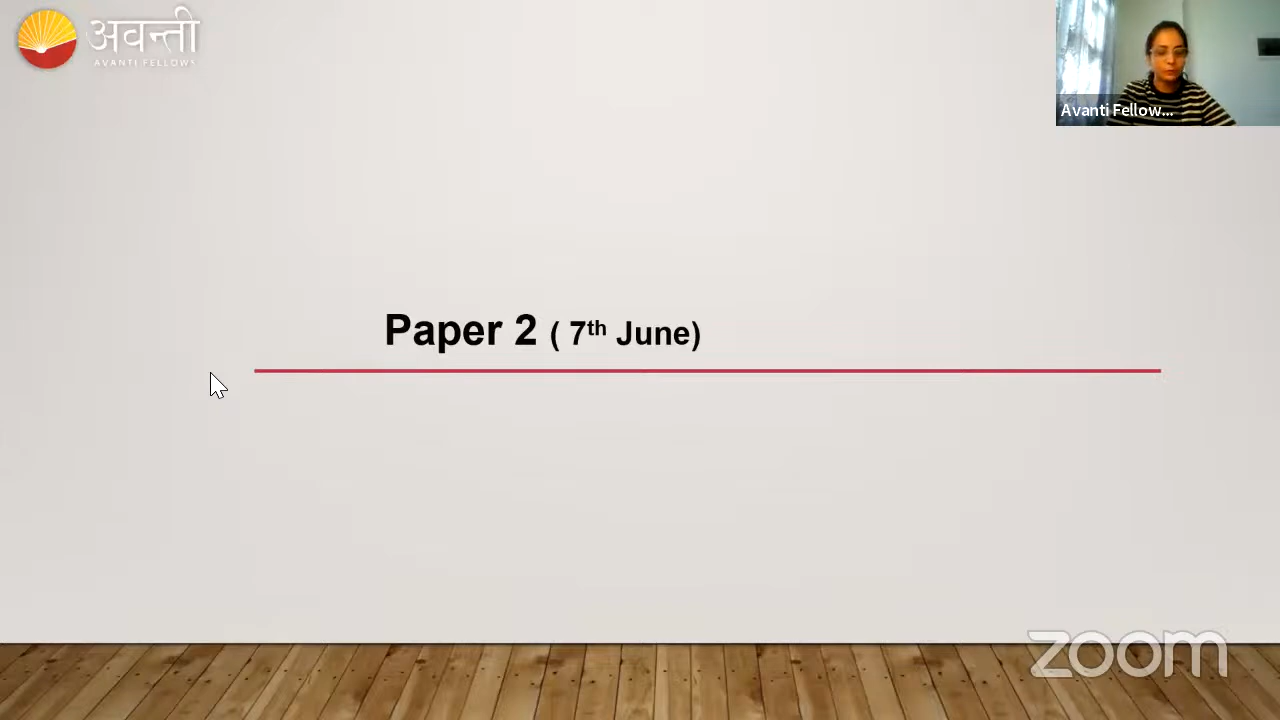 अवन्ती
AVANTI FELLOWS
Avanti Fellow...
Paper 2 ( 7th June)
zoom